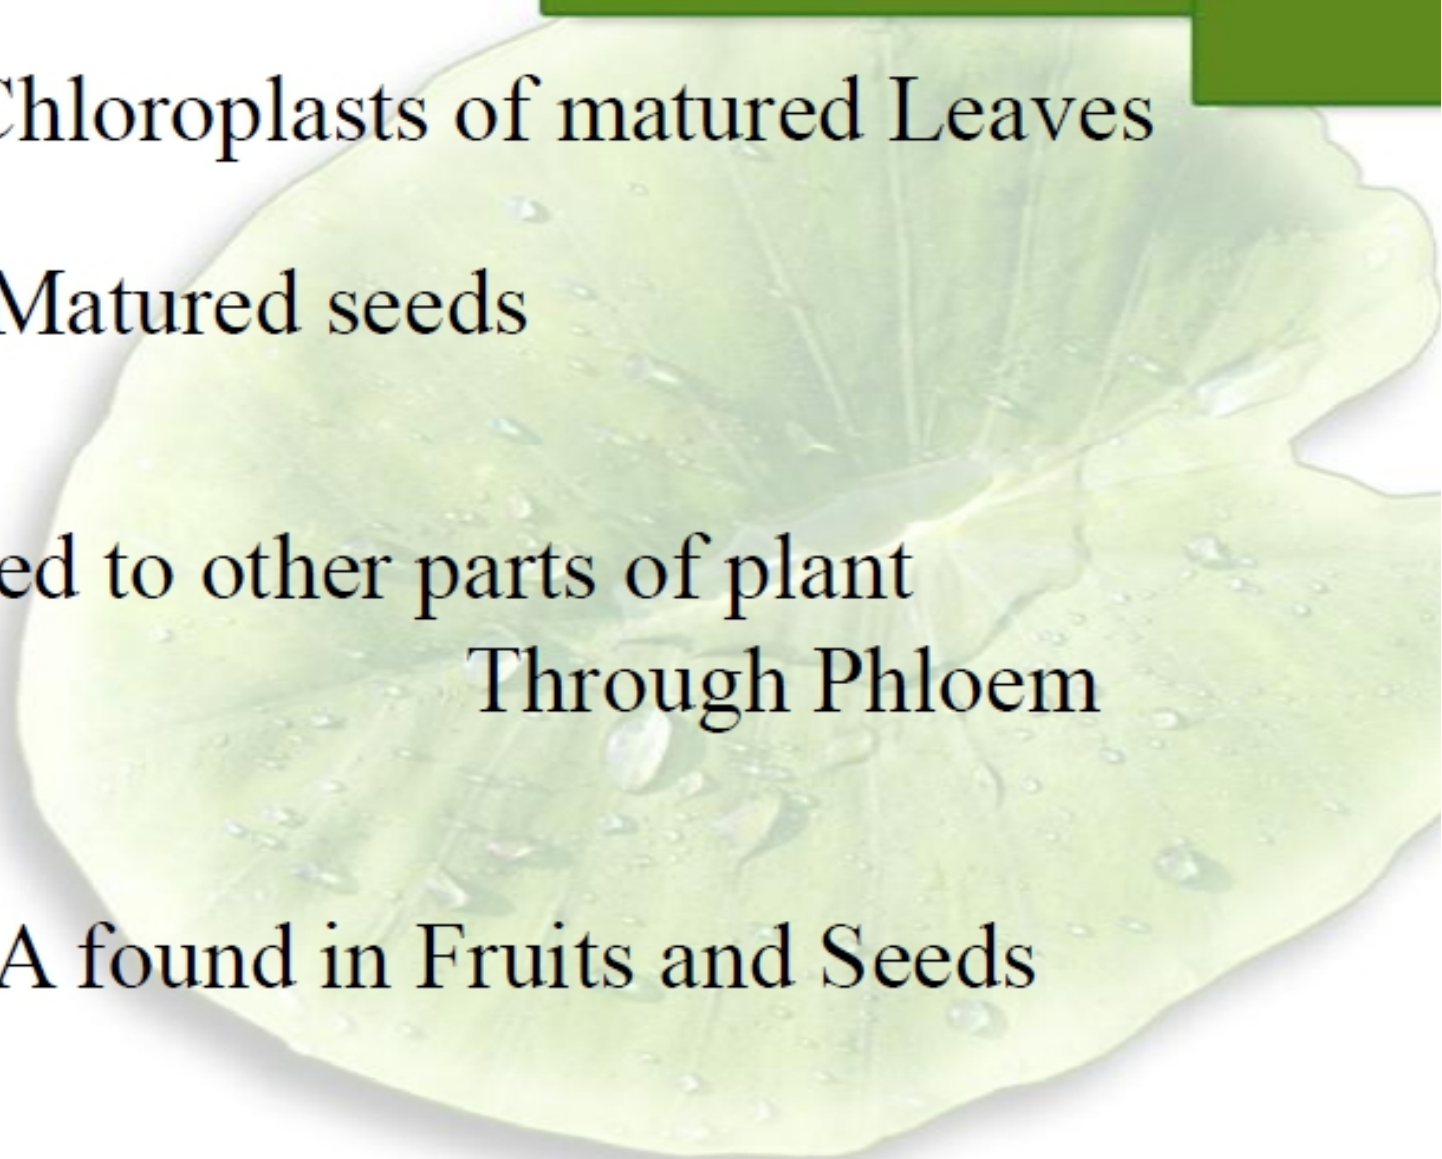 Chloroplasts of matured Leaves
Matured seeds
ed to other parts of plant
Through Phloem
A found in Fruits and Seeds